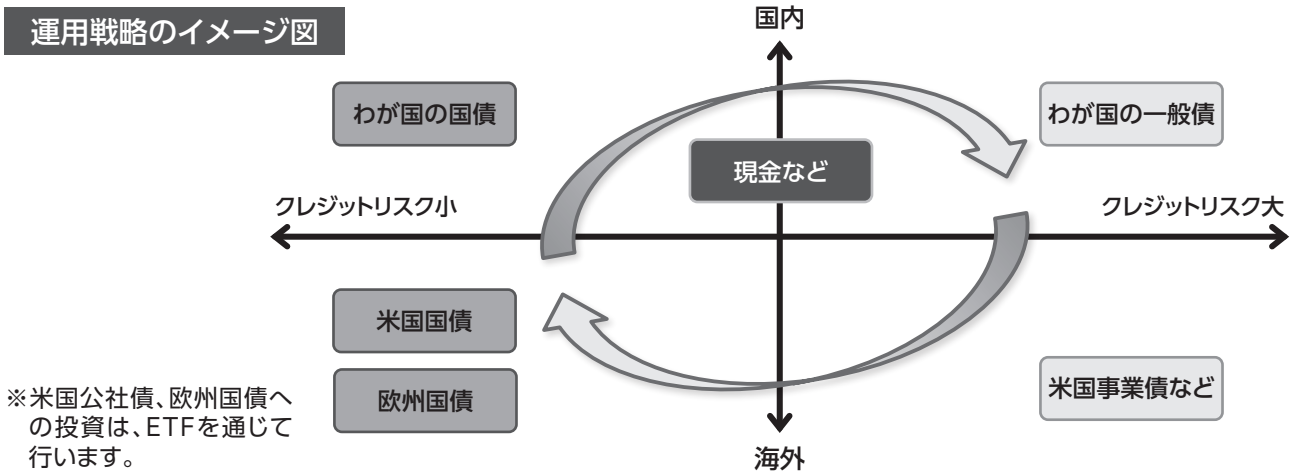 運用戦略のイメージ図
国内
わが国の国債
わが国の一般債
現金など
クレジットリスク小
クレジットリスク大
米国国債
欧州国債
米国事業債など
※米国公社債、欧州国債へ
の投資は、ETFを通じて
行います。
海外